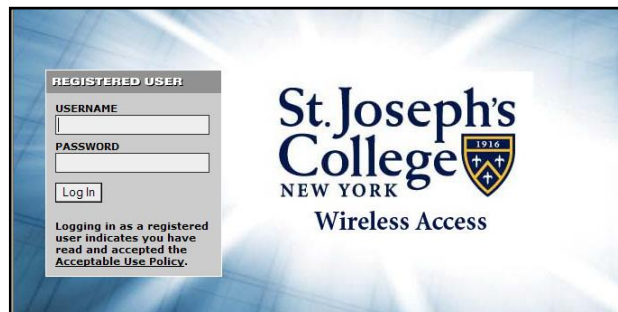 REGISTERED USER
USERNAME
PASSWORD
Log In
Logging in as a registered
user indicates you have
read and accepted the
Acceptable Use Policy.
St. Joseph's
College
1916
NEW YORK
Wireless Access